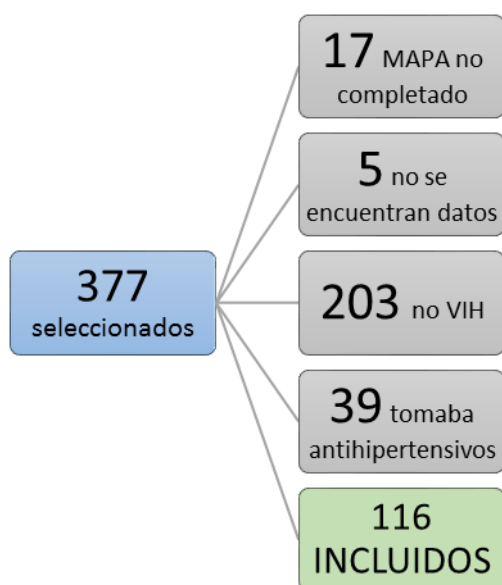 17 MAPA no
completado
5 no se
encuentran datos
377
seleccionados
203 no VIH
39 tomaba
antihipertensivos
116
INCLUIDOS